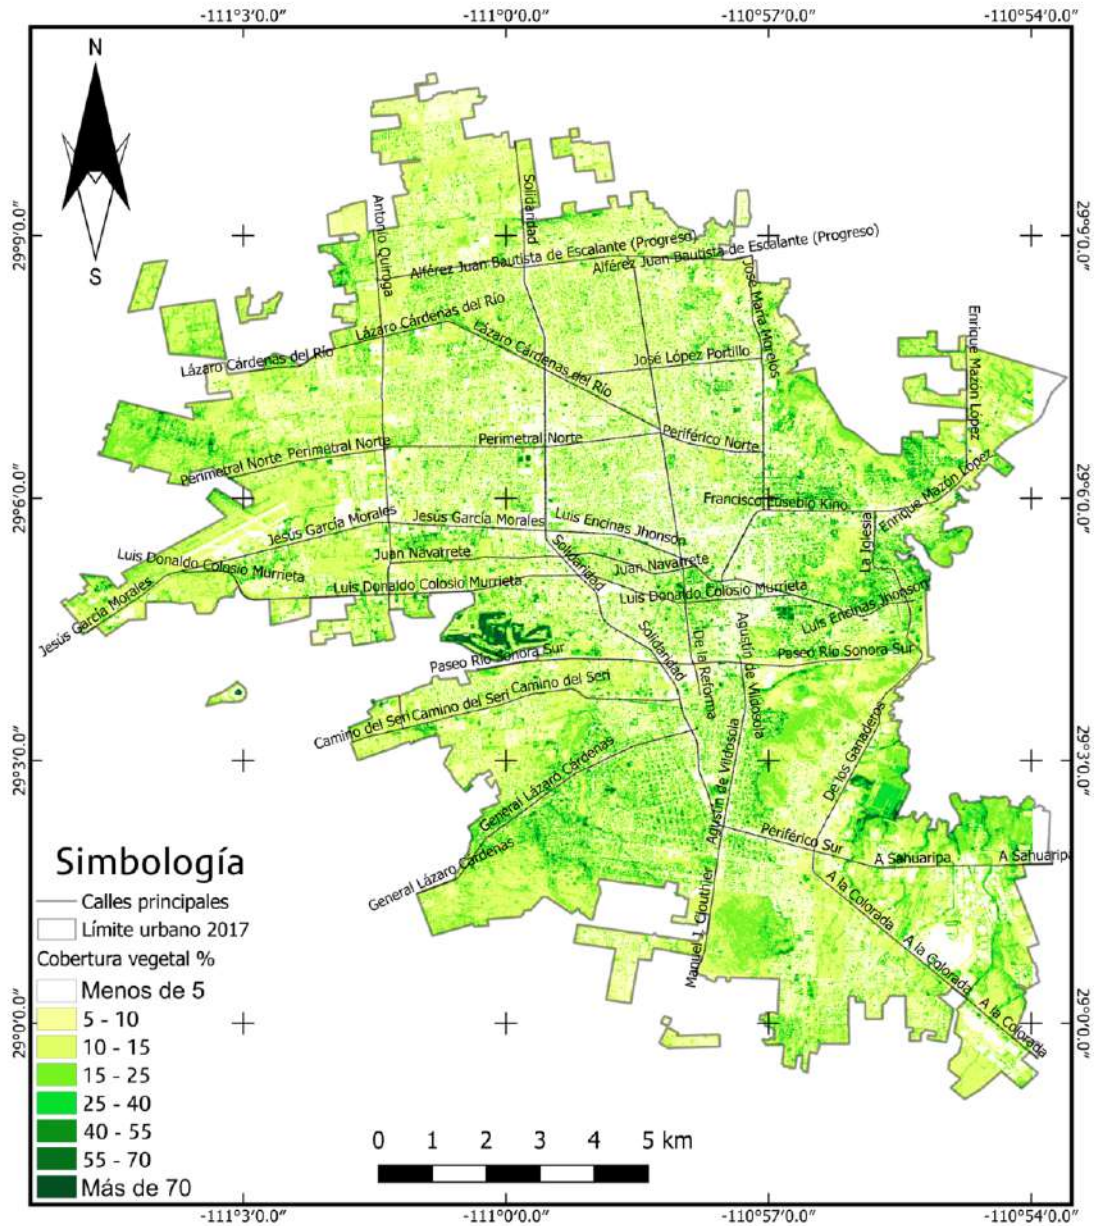 -111°3'0.0" -111°0'0.0" -110°57'0.0" -110°54'0.0"
N
S
29°9'0.0"
29°9'0.0"
Solidaridad
Antonio Quiroga
Alférez Juan Bautista de Escalante (Progreso)
Alférez Juan Bautista de Escalante (Progreso)
José María Morelos
Lázaro Cárdenas del Río
Lázaro Cárdenas del Río
Lázaro Cárdenas del Río
José López Portillo
Enrique Mazón López
Perimetral Norte
Perimetral Norte
Perimetral Norte
Periférico Norte
29°6'0.0"
29°6'0.0"
Francisco Eusebio Kino
Enrique Mazón López
Jesús García Morales
Jesús García Morales
Luis Encinas Jhonson
La Iglesia
Luis Donaldo Colosio Murrieta
Juan Navarrete
Solidaridad
Juan Navarrete
Jesús García Morales
Luis Donaldo Colosio Murrieta
Luis Donaldo Colosio Murrieta
Luis Encinas Jhonson
Solidaridad
De la Reforma
Agustín de Vildosola
Paseo Río Sonora Sur
Paseo Río Sonora Sur
Camino del Seri
Camino del Seri
Camino del Seri
29°3'0.0"
29°3'0.0"
De los Ganaderos
General Lázaro Cárdenas
Agustín de Vildosola
Periférico Sur
A Sahuaripa
A Sahuaripa
General Lázaro Cárdenas
A la Colorada
Manuel J. Clouthier
A la Colorada
A la Colorada
29°0'0.0"
29°0'0.0"
Simbología
Calles principales
Límite urbano 2017
Cobertura vegetal %
Menos de 5
5 - 10
10 - 15
15 - 25
25 - 40
40 - 55
55 - 70
Más de 70
0 1 2 3 4 5 km
-111°3'0.0" -111°0'0.0" -110°57'0.0" -110°54'0.0"